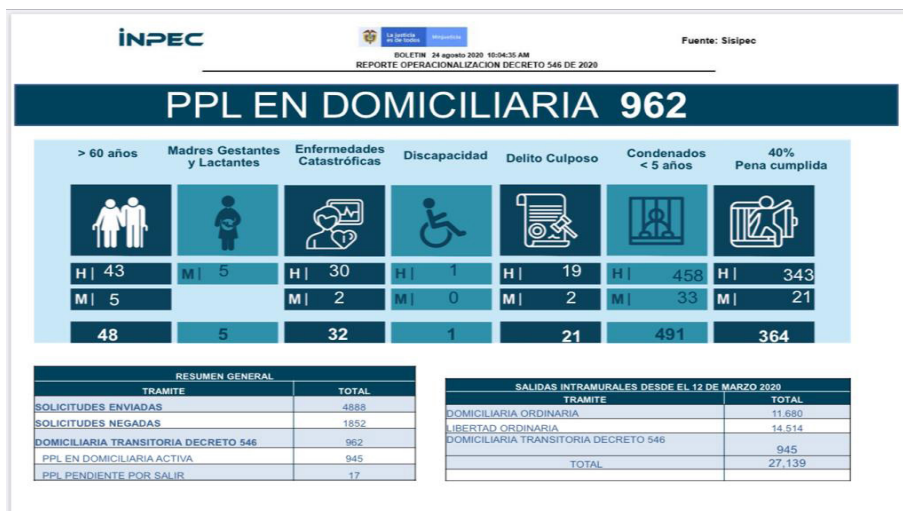 INPEC
La justicia es de todos Minjusticia
Fuente: Sisipec
BOLETIN 24 agosto 2020 10:04:35 AM
REPORTE OPERACIONALIZACION DECRETO 546 DE 2020
PPL EN DOMICILIARIA 962
> 60 años
H| 43
M| 5
48
Madres Gestantes
y Lactantes
M| 5
5
Enfermedades
Catastróficas
H| 30
M| 2
32
Discapacidad
H| 1
M| 0
1
Delito Culposo
H| 19
M| 2
21
Condenados
< 5 años
H| 458
M| 33
491
40%
Pena cumplida
H| 343
M| 21
364
RESUMEN GENERAL
TRAMITE TOTAL
SOLICITUDES ENVIADAS 4888
SOLICITUDES NEGADAS 1852
DOMICILIARIA TRANSITORIA DECRETO 546 962
PPL EN DOMICILIARIA ACTIVA 945
PPL PENDIENTE POR SALIR 17
SALIDAS INTRAMURALES DESDE EL 12 DE MARZO 2020
TRAMITE TOTAL
DOMICILIARIA ORDINARIA 11.680
LIBERTAD ORDINARIA 14.514
DOMICILIARIA TRANSITORIA DECRETO 546 945
TOTAL 27,139